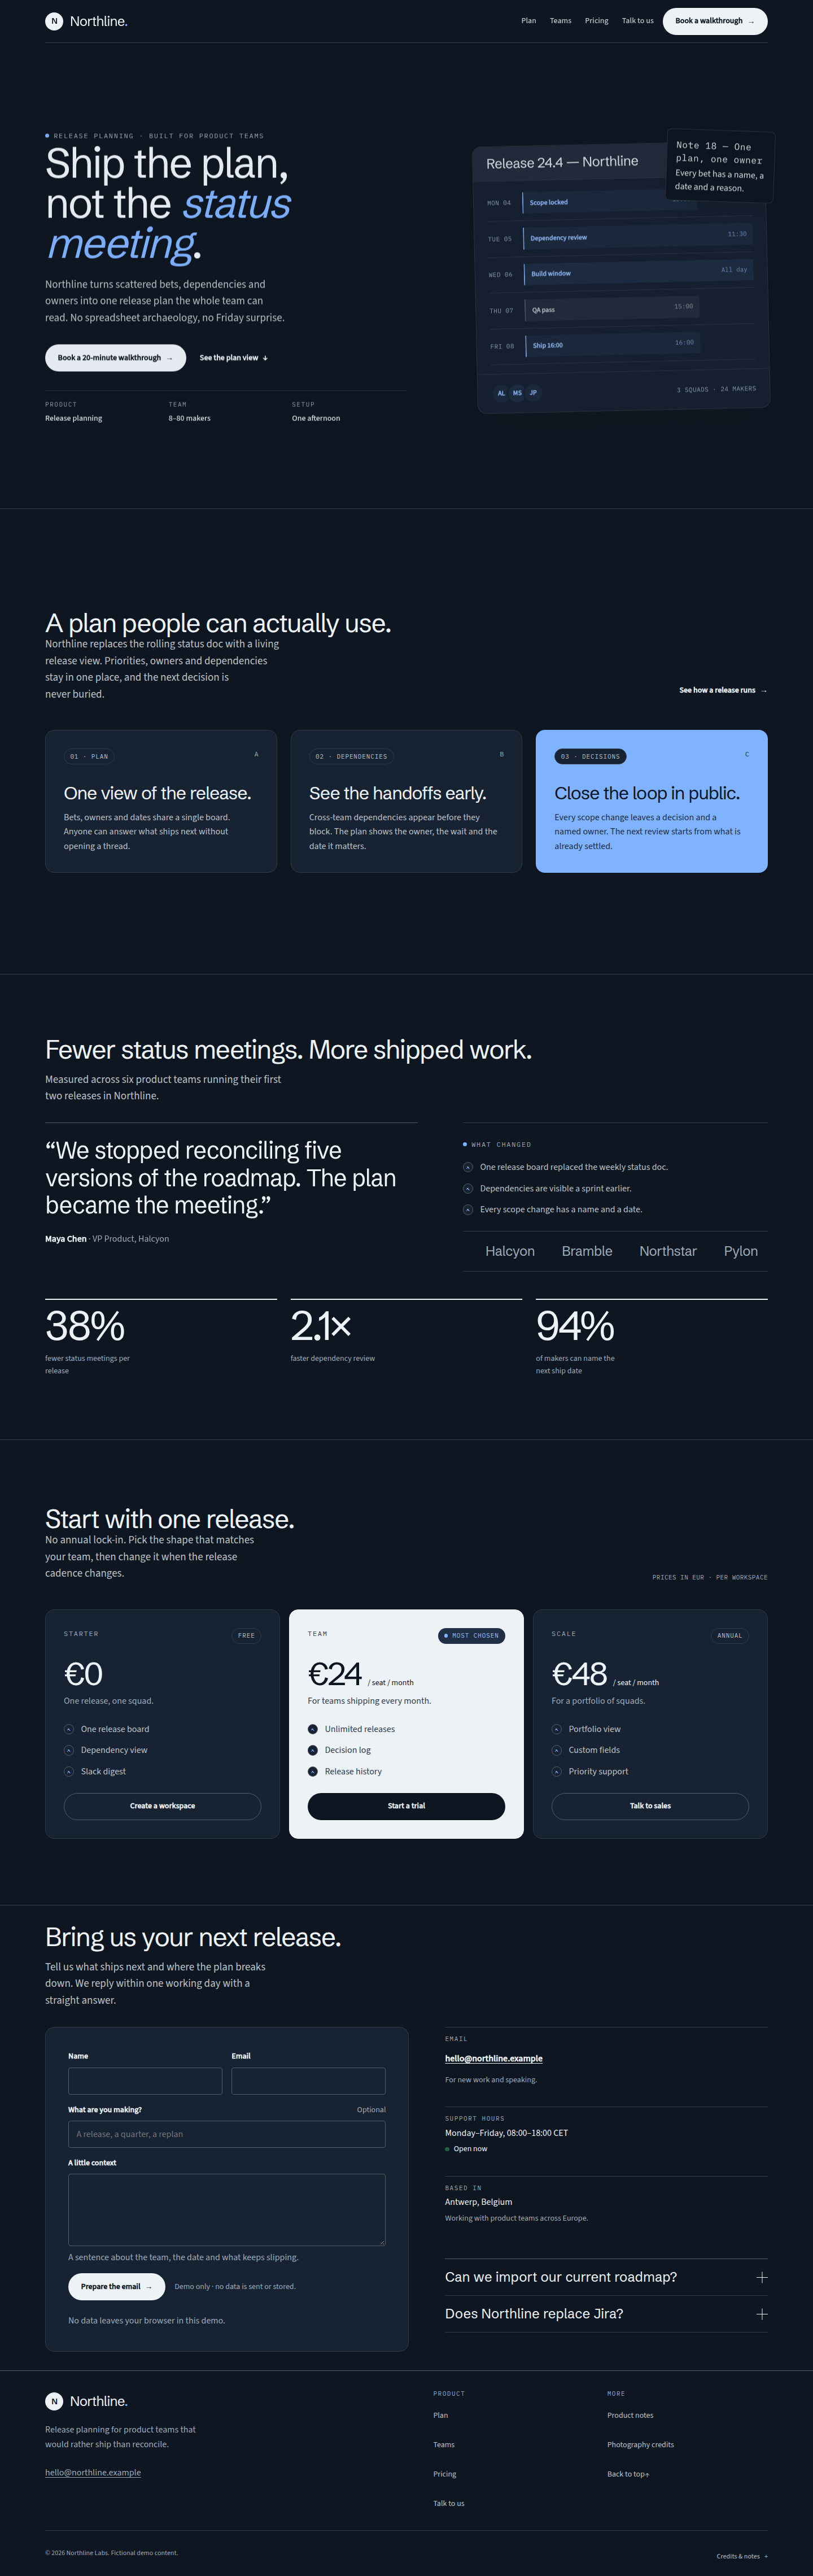 N Northline.
Plan Teams Pricing Talk to us Book a walkthrough →
RELEASE PLANNING · BUILT FOR PRODUCT TEAMS
Ship the plan,
not the status
meeting.
Northline turns scattered bets, dependencies and
owners into one release plan the whole team can
read. No spreadsheet archaeology, no Friday surprise.
Book a 20-minute walkthrough →
See the plan view ↓
PRODUCT
Release planning
TEAM
8–80 makers
SETUP
One afternoon
Release 24.4 — Northline
Note 18 — One
plan, one owner
Every bet has a name, a
date and a reason.
MON 04 Scope locked
TUE 05 Dependency review 11:30
WED 06 Build window All day
THU 07 QA pass 15:00
FRI 08 Ship 16:00 16:00
AL MS JP
3 SQUADS · 24 MAKERS
A plan people can actually use.
Northline replaces the rolling status doc with a living
release view. Priorities, owners and dependencies
stay in one place, and the next decision is
never buried.
See how a release runs →
01 · PLAN A
One view of the release.
Bets, owners and dates share a single board.
Anyone can answer what ships next without
opening a thread.
02 · DEPENDENCIES B
See the handoffs early.
Cross-team dependencies appear before they
block. The plan shows the owner, the wait and the
date it matters.
03 · DECISIONS C
Close the loop in public.
Every scope change leaves a decision and a
named owner. The next review starts from what is
already settled.
Fewer status meetings. More shipped work.
Measured across six product teams running their first
two releases in Northline.
“We stopped reconciling five
versions of the roadmap. The plan
became the meeting.”
Maya Chen · VP Product, Halcyon
WHAT CHANGED
One release board replaced the weekly status doc.
Dependencies are visible a sprint earlier.
Every scope change has a name and a date.
Halcyon Bramble Northstar Pylon
38%
fewer status meetings per
release
2.1×
faster dependency review
94%
of makers can name the
next ship date
Start with one release.
No annual lock-in. Pick the shape that matches
your team, then change it when the release
cadence changes.
PRICES IN EUR · PER WORKSPACE
STARTER FREE
€0
One release, one squad.
One release board
Dependency view
Slack digest
Create a workspace
TEAM MOST CHOSEN
€24 / seat / month
For teams shipping every month.
Unlimited releases
Decision log
Release history
Start a trial
SCALE ANNUAL
€48 / seat / month
For a portfolio of squads.
Portfolio view
Custom fields
Priority support
Talk to sales
Bring us your next release.
Tell us what ships next and where the plan breaks
down. We reply within one working day with a
straight answer.
Name
Email
What are you making? Optional
A release, a quarter, a replan
A little context
A sentence about the team, the date and what keeps slipping.
Prepare the email →
Demo only · no data is sent or stored.
No data leaves your browser in this demo.
EMAIL
hello@northline.example
For new work and speaking.
SUPPORT HOURS
Monday–Friday, 08:00–18:00 CET
Open now
BASED IN
Antwerp, Belgium
Working with product teams across Europe.
Can we import our current roadmap?
Does Northline replace Jira?
N Northline.
Release planning for product teams that
would rather ship than reconcile.
hello@northline.example
PRODUCT
Plan
Teams
Pricing
Talk to us
MORE
Product notes
Photography credits
Back to top↑
© 2026 Northline Labs. Fictional demo content.
Credits & notes +